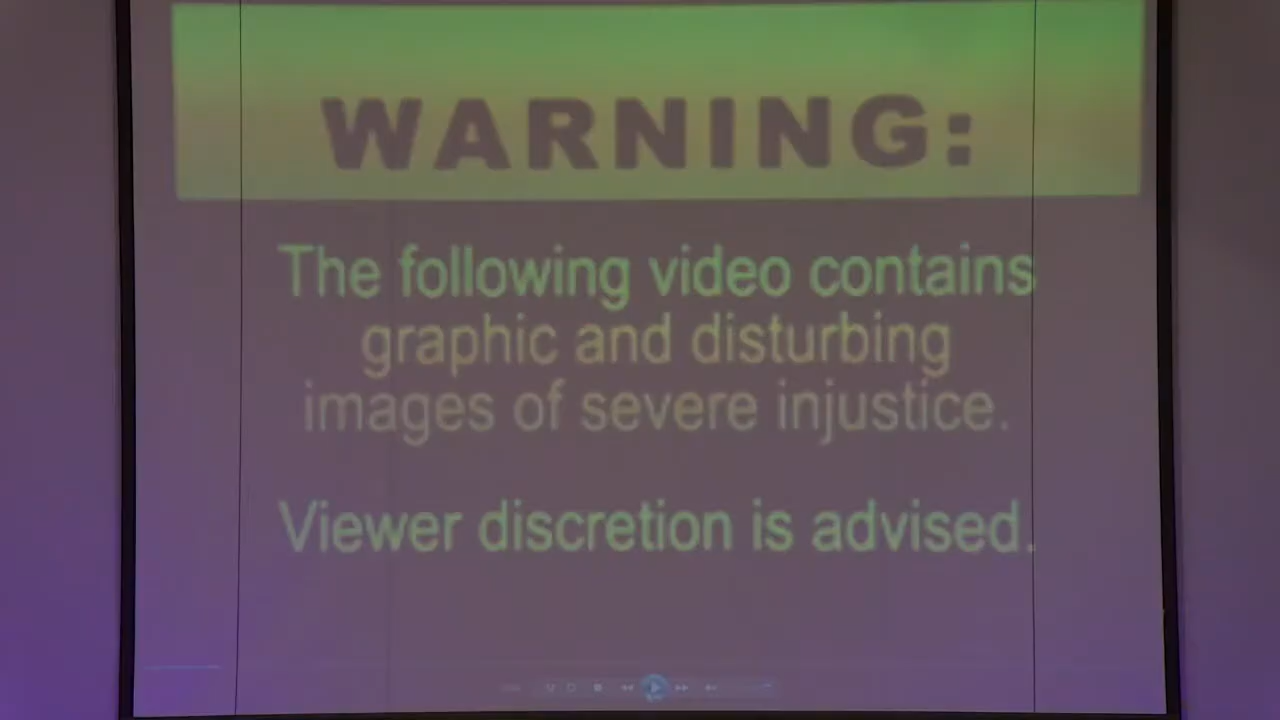 WARNING:
The following video contains
graphic and disturbing
images of severe injustice.
Viewer discretion is advised.